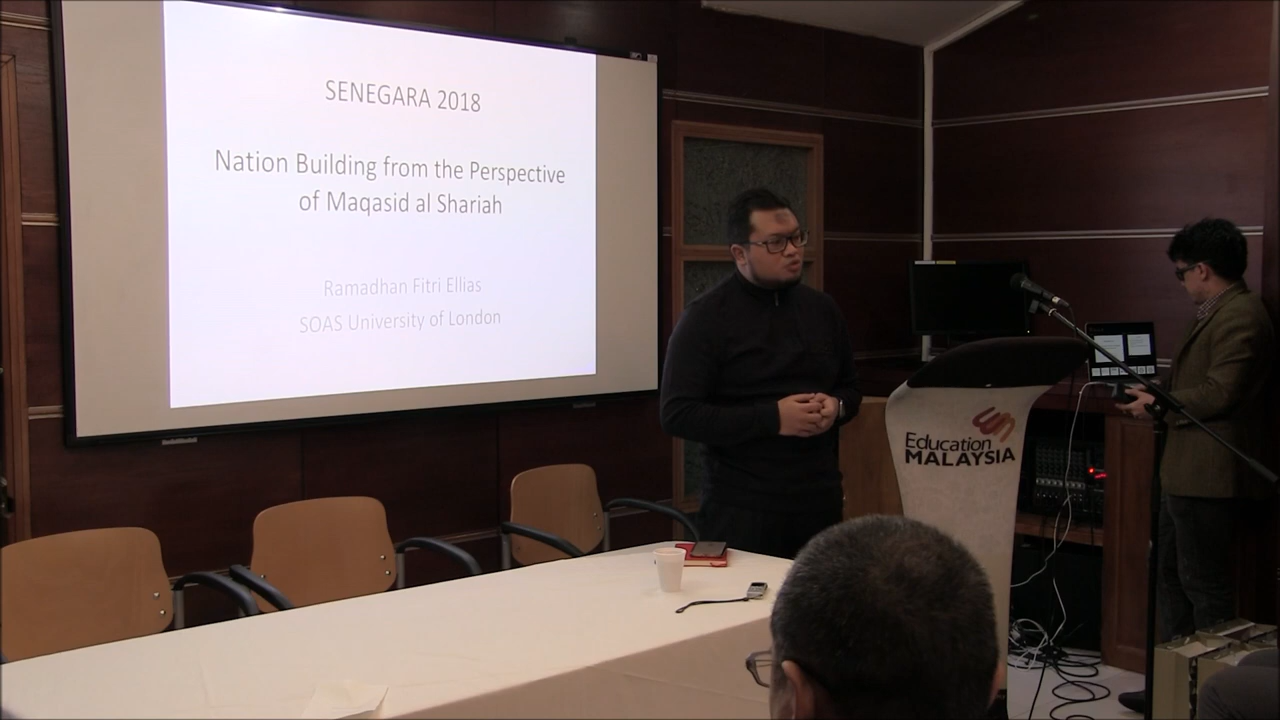 SENEGARA 2018
Nation Building from the Perspective
of Maqasid al Shariah
Ramadhan Fitri Ellias
SOAS University of London
Education
MALAYSIA